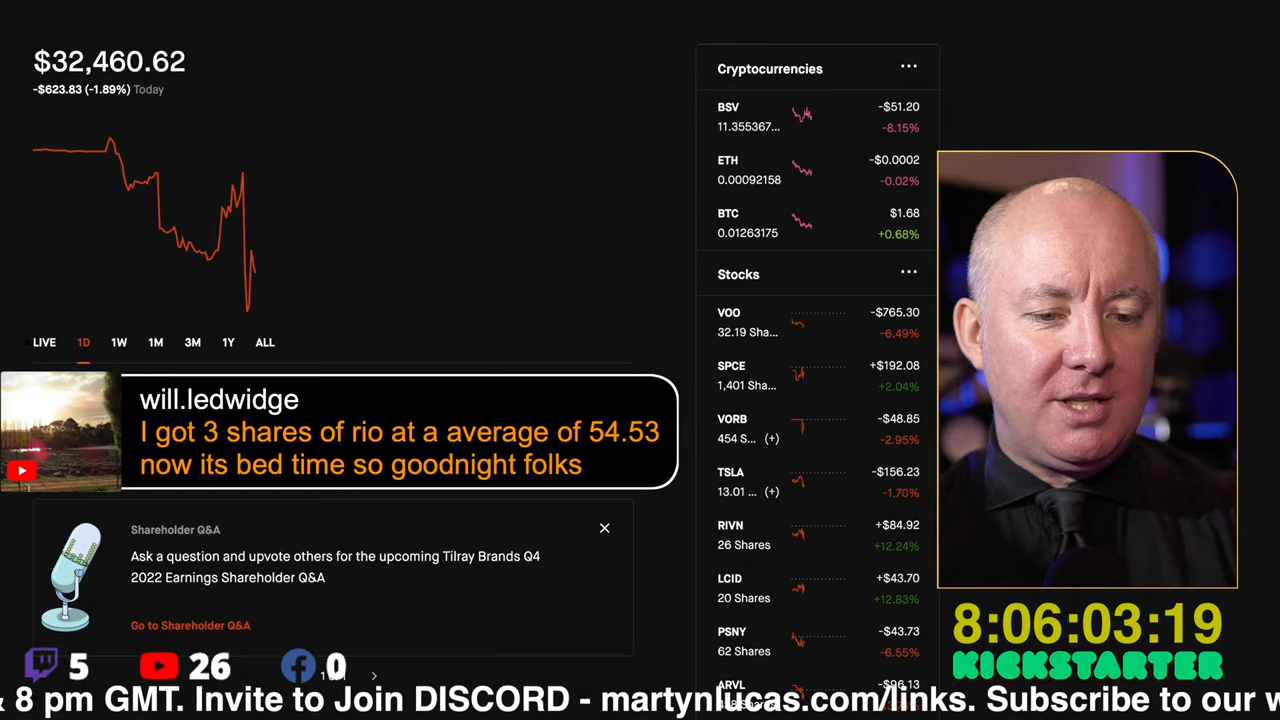 $32,460.62
-$623.83 (-1.89%) Today
LIVE 1D 1W 1M 3M 1Y ALL
will.ledwidge
I got 3 shares of rio at a average of 54.53
now its bed time so goodnight folks
Shareholder Q&A
Ask a question and upvote others for the upcoming Tilray Brands Q4
2022 Earnings Shareholder Q&A
Go to Shareholder Q&A
5 26 0
Cryptocurrencies
BSV -$51.20
11.355367... -8.15%
ETH -$0.0002
0.00092158 -0.02%
BTC $1.68
0.01263175 +0.68%
Stocks
VOO -$765.30
32.19 Sha... -6.49%
SPCE +$192.08
1,401 Sha... +2.04%
VORB -$48.85
454 S... (+) -2.95%
TSLA -$156.23
13.01 ... (+) -1.70%
RIVN +$84.92
26 Shares +12.24%
LCID +$43.70
20 Shares +12.83%
PSNY -$43.73
62 Shares -6.55%
ARVL -$96.13
8:06:03:19
KICKSTARTER
& 8 pm GMT. Invite to Join DISCORD - martynlucas.com/links. Subscribe to our w